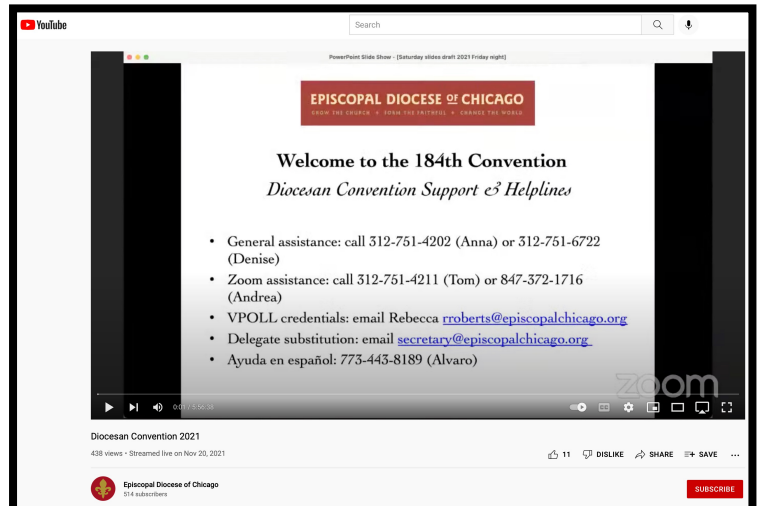 YouTube
Search
PowerPoint Slide Show - [Saturday slides draft 2021 Friday night]
EPISCOPAL DIOCESE OF CHICAGO
GROW THE CHURCH + FORM THE FAITHFUL + CHANGE THE WORLD
Welcome to the 184th Convention
Diocesan Convention Support & Helplines
• General assistance: call 312-751-4202 (Anna) or 312-751-6722
(Denise)
• Zoom assistance: call 312-751-4211 (Tom) or 847-372-1716
(Andrea)
• VPOLL credentials: email Rebecca rroberts@episcopalchicago.org
• Delegate substitution: email secretary@episcopalchicago.org
• Ayuda en español: 773-443-8189 (Alvaro)
zoom
0:01 / 5:56:38
CC
Diocesan Convention 2021
438 views • Streamed live on Nov 20, 2021
11 DISLIKE SHARE SAVE ...
Episcopal Diocese of Chicago
514 subscribers
SUBSCRIBE